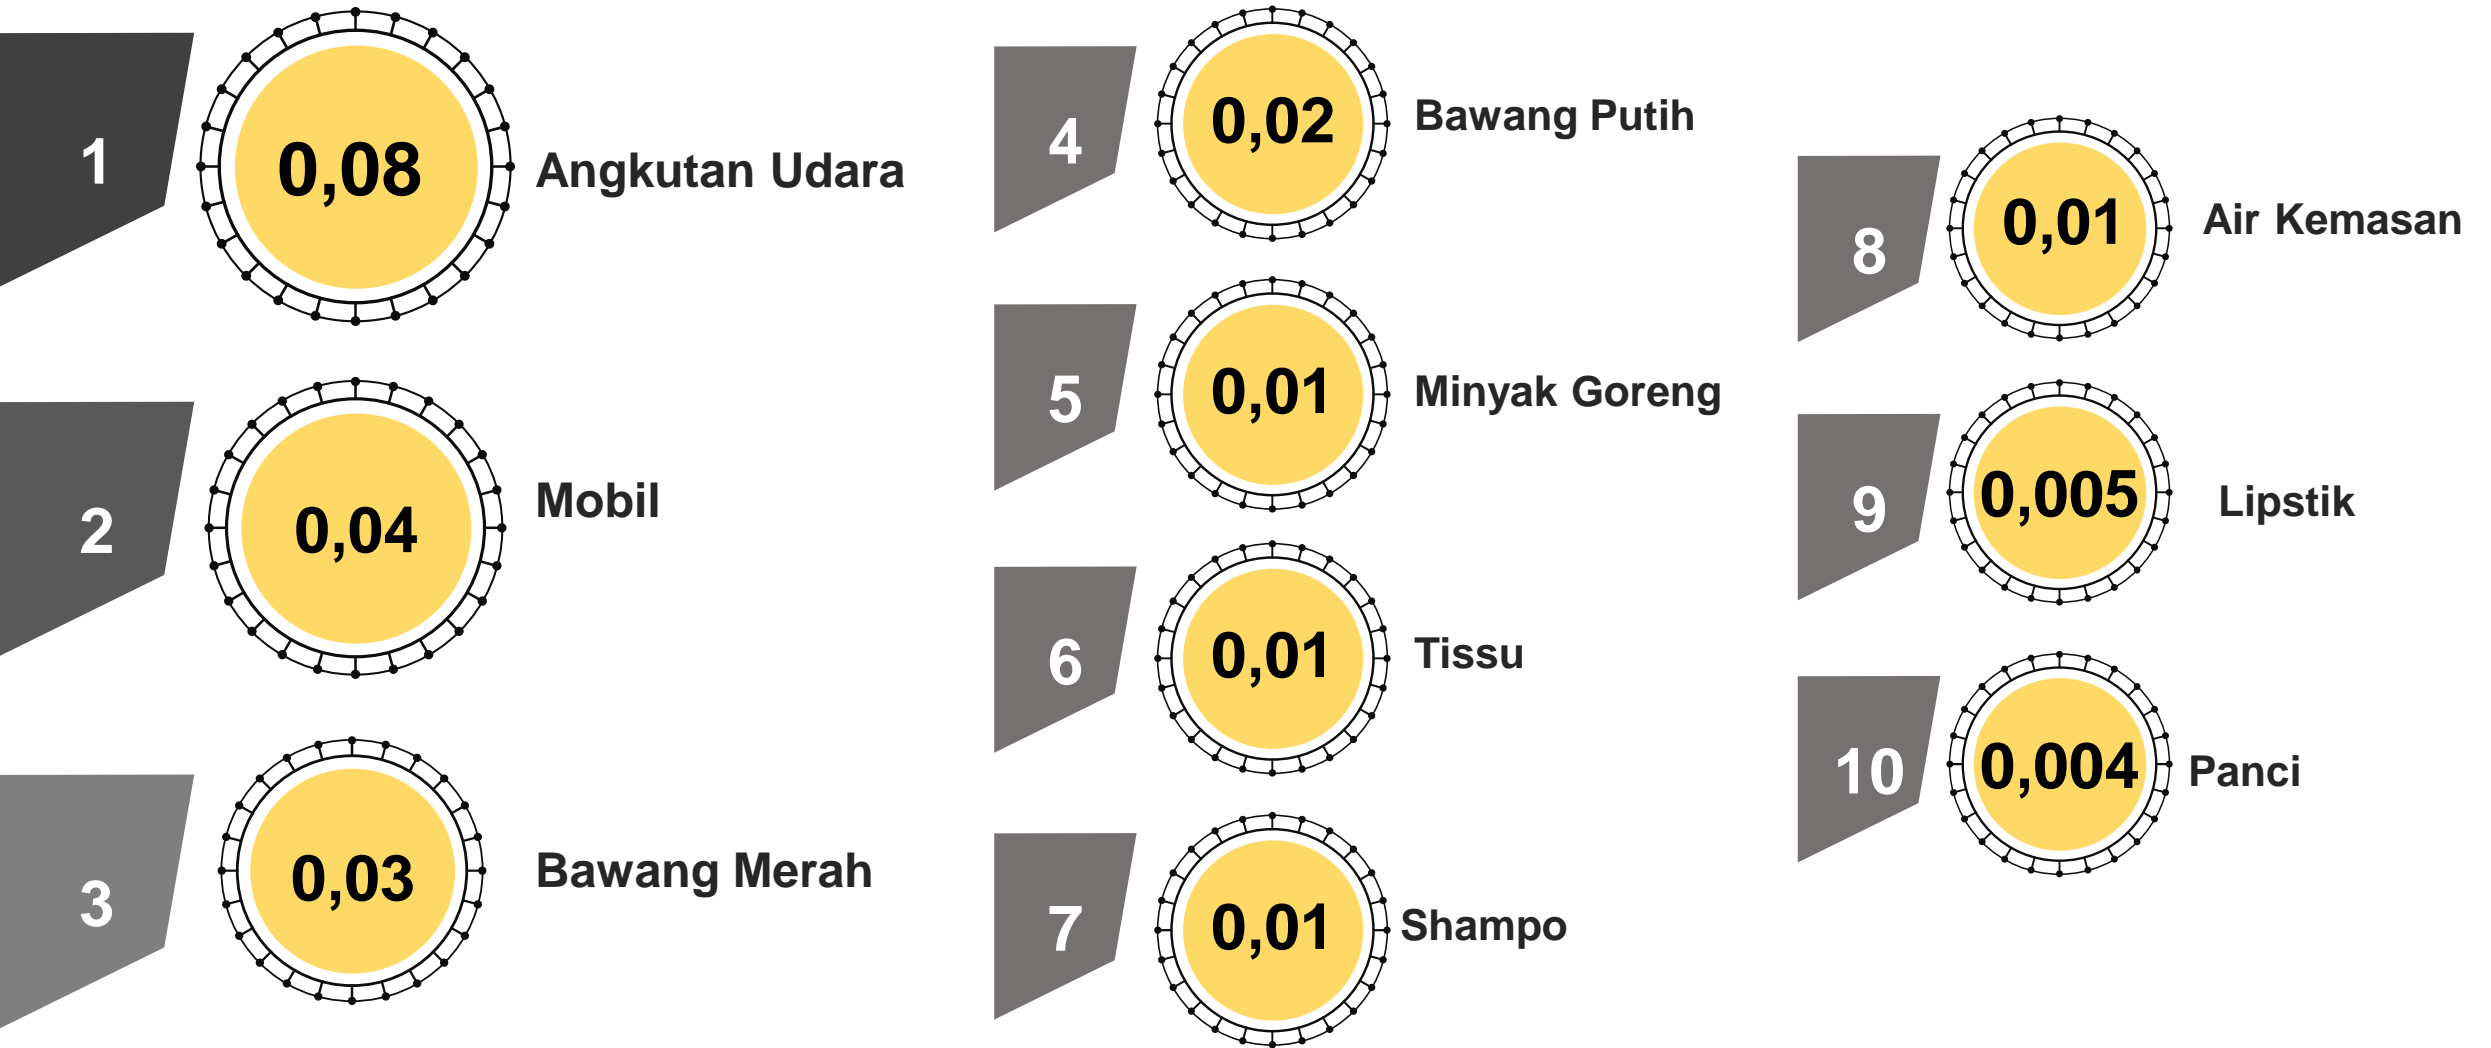 1
0,08
Angkutan Udara
2
0,04
Mobil
3
0,03
Bawang Merah
4
0,02
Bawang Putih
5
0,01
Minyak Goreng
6
0,01
Tissu
7
0,01
Shampo
8
0,01
Air Kemasan
9
0,005
Lipstik
10
0,004
Panci